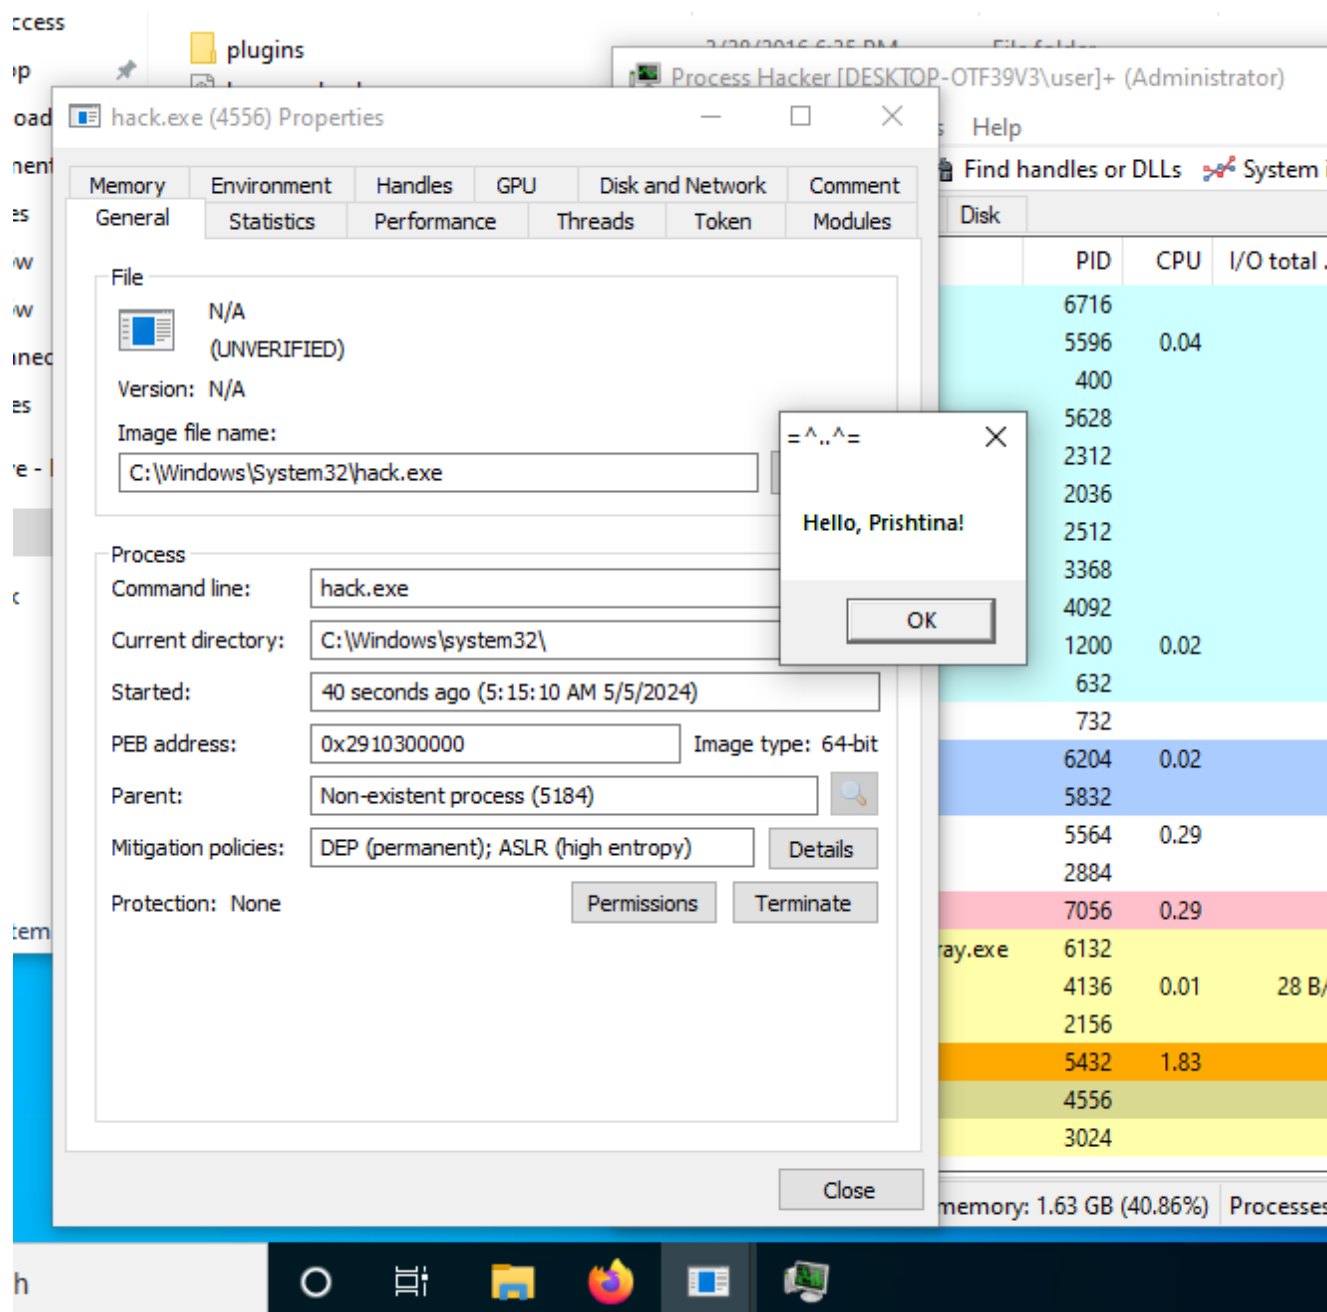 ccess
plugins
Process Hacker [DESKTOP-OTF39V3\user]+ (Administrator)
oad
hack.exe (4556) Properties
Help
Find handles or DLLs
System
Memory
Environment
Handles
GPU
Disk and Network
Comment
General
Statistics
Performance
Threads
Token
Modules
Disk
PID
CPU
I/O total
File
N/A
(UNVERIFIED)
Version: N/A
Image file name:
C:\Windows\System32\hack.exe
=^..^=
Hello, Prishtina!
OK
Process
Command line:
hack.exe
Current directory:
C:\Windows\system32\
Started:
40 seconds ago (5:15:10 AM 5/5/2024)
PEB address:
0x2910300000
Image type: 64-bit
Parent:
Non-existent process (5184)
Mitigation policies:
DEP (permanent); ASLR (high entropy)
Details
Protection: None
Permissions
Terminate
Close
6716
5596 0.04
400
5628
2312
2036
2512
3368
4092
1200 0.02
632
732
6204 0.02
5832
5564 0.29
2884
7056 0.29
ray.exe 6132
4136 0.01 28 B/
2156
5432 1.83
4556
3024
memory: 1.63 GB (40.86%)
Processes